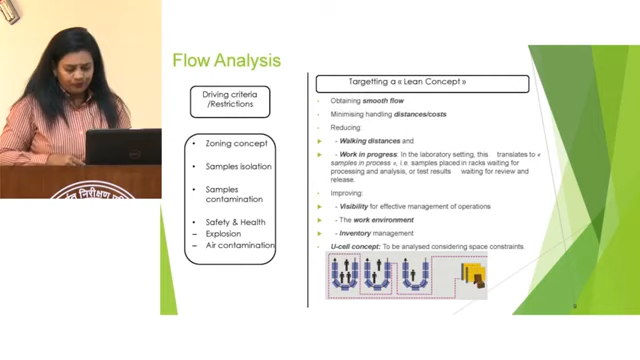 Flow Analysis
Driving criteria
/Restrictions
• Zoning concept
• Samples isolation
• Samples
contamination
• Safety & Health
– Explosion
– Air contamination
Targetting a « Lean Concept »
• Obtaining smooth flow
• Minimising handling distances/costs
• Reducing:
- Walking distances and
- Work in progress. In the laboratory setting, this translates to «
samples in process », i.e. samples placed in racks waiting for
processing and analysis, or test results waiting for review and
release.
• Improving:
- Visibility for effective management of operations
- The work environment
- Inventory management
• U-cell concept: To be analysed considering space constraints.
निरीक्षण